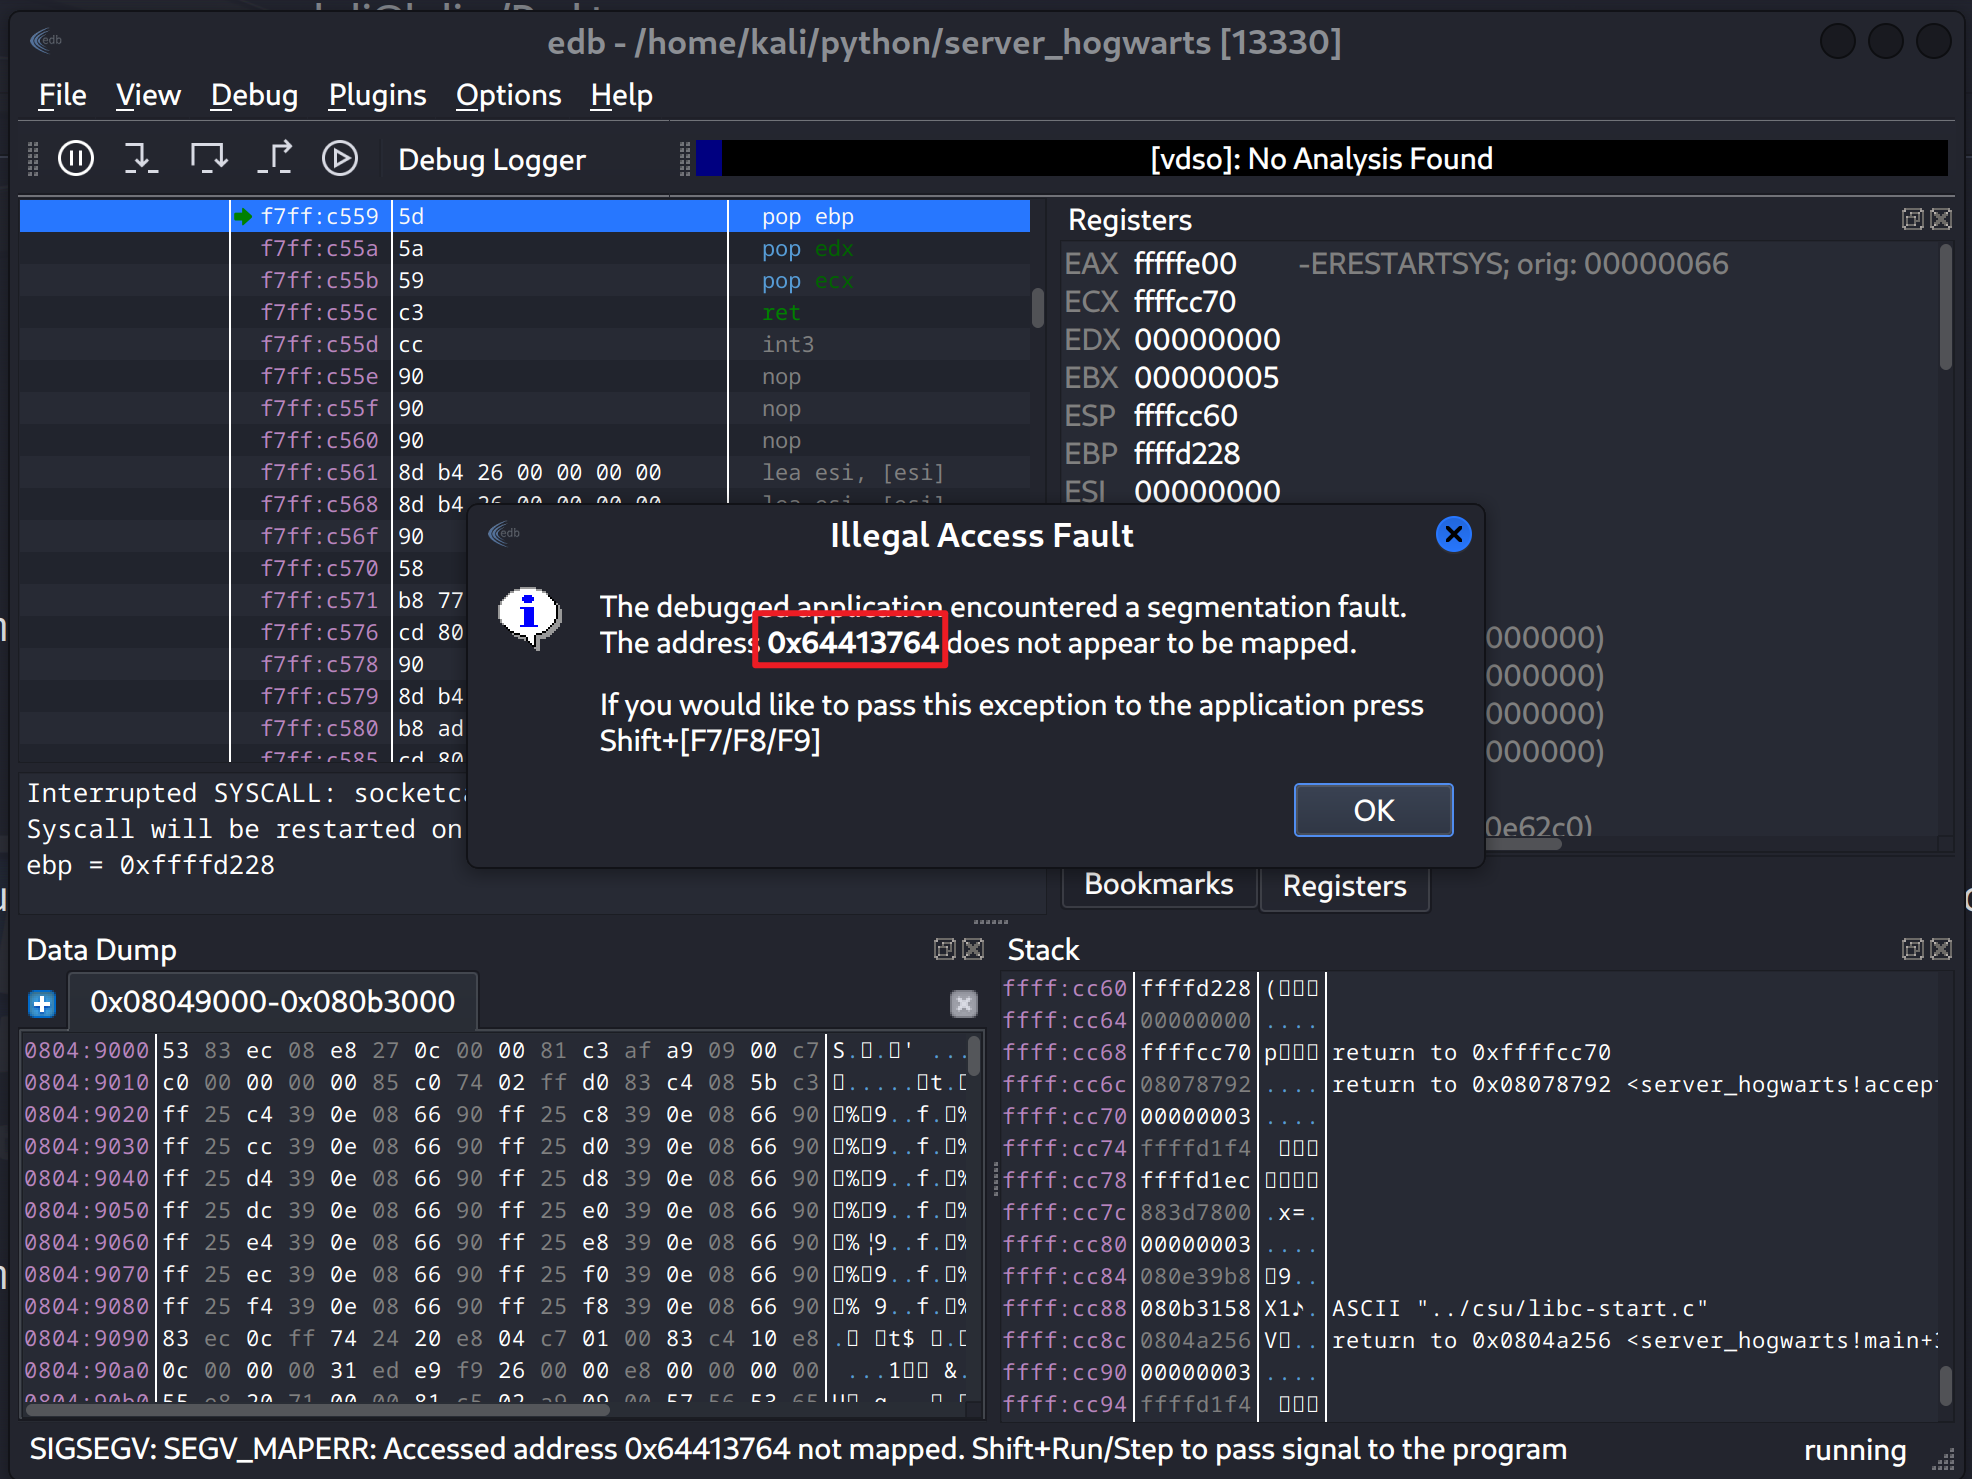 edb - /home/kali/python/server_hogwarts [13330]
File View Debug Plugins Options Help
Debug Logger
[vdso]: No Analysis Found
f7ff:c559 5d pop ebp
f7ff:c55a 5a pop edx
f7ff:c55b 59 pop ecx
f7ff:c55c c3 ret
f7ff:c55d cc int3
f7ff:c55e 90 nop
f7ff:c55f 90 nop
f7ff:c560 90 nop
f7ff:c561 8d b4 26 00 00 00 00 lea esi, [esi]
f7ff:c568 8d b4 26 00 00 00 00 lea esi, [esi]
f7ff:c56f 90
f7ff:c570 58
f7ff:c571 b8 77
f7ff:c576 cd 80
f7ff:c578 90
f7ff:c579 8d b4
f7ff:c580 b8 ad
f7ff:c585 cd 80
Registers
EAX fffffe00 -ERESTARTSYS; orig: 00000066
ECX ffffcc70
EDX 00000000
EBX 00000005
ESP ffffcc60
EBP ffffd228
ESI 00000000
000000)
000000)
000000)
000000)
0e62c0)
Illegal Access Fault
The debugged application encountered a segmentation fault.
The address 0x64413764 does not appear to be mapped.
If you would like to pass this exception to the application press
Shift+[F7/F8/F9]
OK
Interrupted SYSCALL:
Syscall will be restarted on
ebp = 0xffffd228
Bookmarks Registers
Data Dump
0x08049000-0x080b3000
0804:9000 53 83 ec 08 e8 27 0c 00 00 81 c3 af a9 09 00 c7
0804:9010 c0 00 00 00 00 85 c0 74 02 ff d0 83 c4 08 5b c3
0804:9020 ff 25 c4 39 0e 08 66 90 ff 25 c8 39 0e 08 66 90
0804:9030 ff 25 cc 39 0e 08 66 90 ff 25 d0 39 0e 08 66 90
0804:9040 ff 25 d4 39 0e 08 66 90 ff 25 d8 39 0e 08 66 90
0804:9050 ff 25 dc 39 0e 08 66 90 ff 25 e0 39 0e 08 66 90
0804:9060 ff 25 e4 39 0e 08 66 90 ff 25 e8 39 0e 08 66 90
0804:9070 ff 25 ec 39 0e 08 66 90 ff 25 f0 39 0e 08 66 90
0804:9080 ff 25 f4 39 0e 08 66 90 ff 25 f8 39 0e 08 66 90
0804:9090 83 ec 0c ff 74 24 20 e8 04 c7 01 00 83 c4 10 e8
0804:90a0 0c 00 00 00 31 ed e9 f9 26 00 00 e8 00 00 00 00
0804:90b0 55 e8 20 71 00 00 81 c5 02 a9 09 00 57 56 53 65
Stack
ffff:cc60 ffffd228
ffff:cc64 00000000 ....
ffff:cc68 ffffcc70 return to 0xffffcc70
ffff:cc6c 08078792 .... return to 0x08078792 <server_hogwarts!accept
ffff:cc70 00000003 ....
ffff:cc74 ffffd1f4
ffff:cc78 ffffd1ec
ffff:cc7c 883d7800 .x=.
ffff:cc80 00000003 ....
ffff:cc84 080e39b8
ffff:cc88 080b3158 X1♪. ASCII "../csu/libc-start.c"
ffff:cc8c 0804a256 return to 0x0804a256 <server_hogwarts!main+
ffff:cc90 00000003 ....
ffff:cc94 ffffd1f4
SIGSEGV: SEGV_MAPERR: Accessed address 0x64413764 not mapped. Shift+Run/Step to pass signal to the program
running